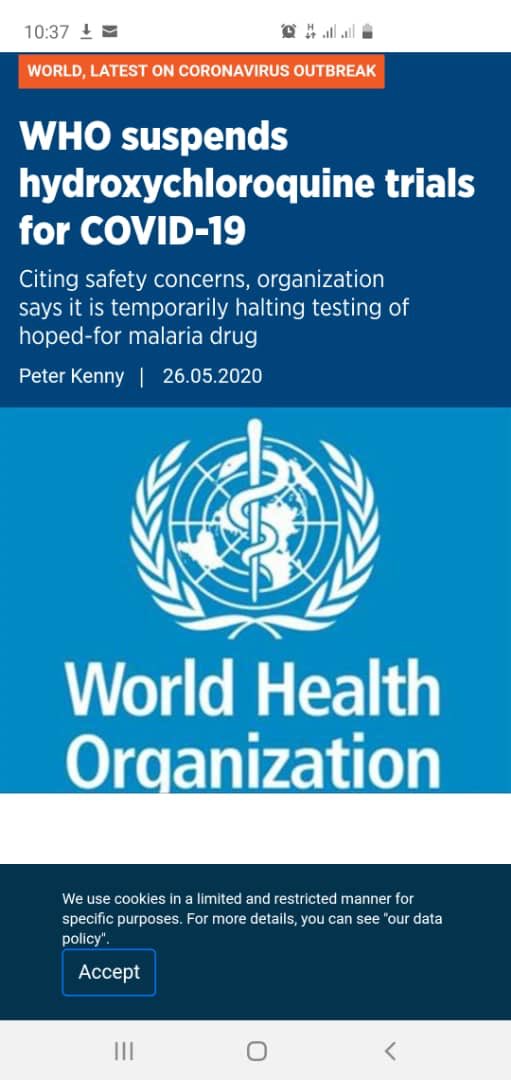 10:37
WORLD, LATEST ON CORONAVIRUS OUTBREAK
WHO suspends
hydroxychloroquine trials
for COVID-19
Citing safety concerns, organization
says it is temporarily halting testing of
hoped-for malaria drug
Peter Kenny | 26.05.2020
World Health
Organization
We use cookies in a limited and restricted manner for
specific purposes. For more details, you can see "our data
policy".
Accept